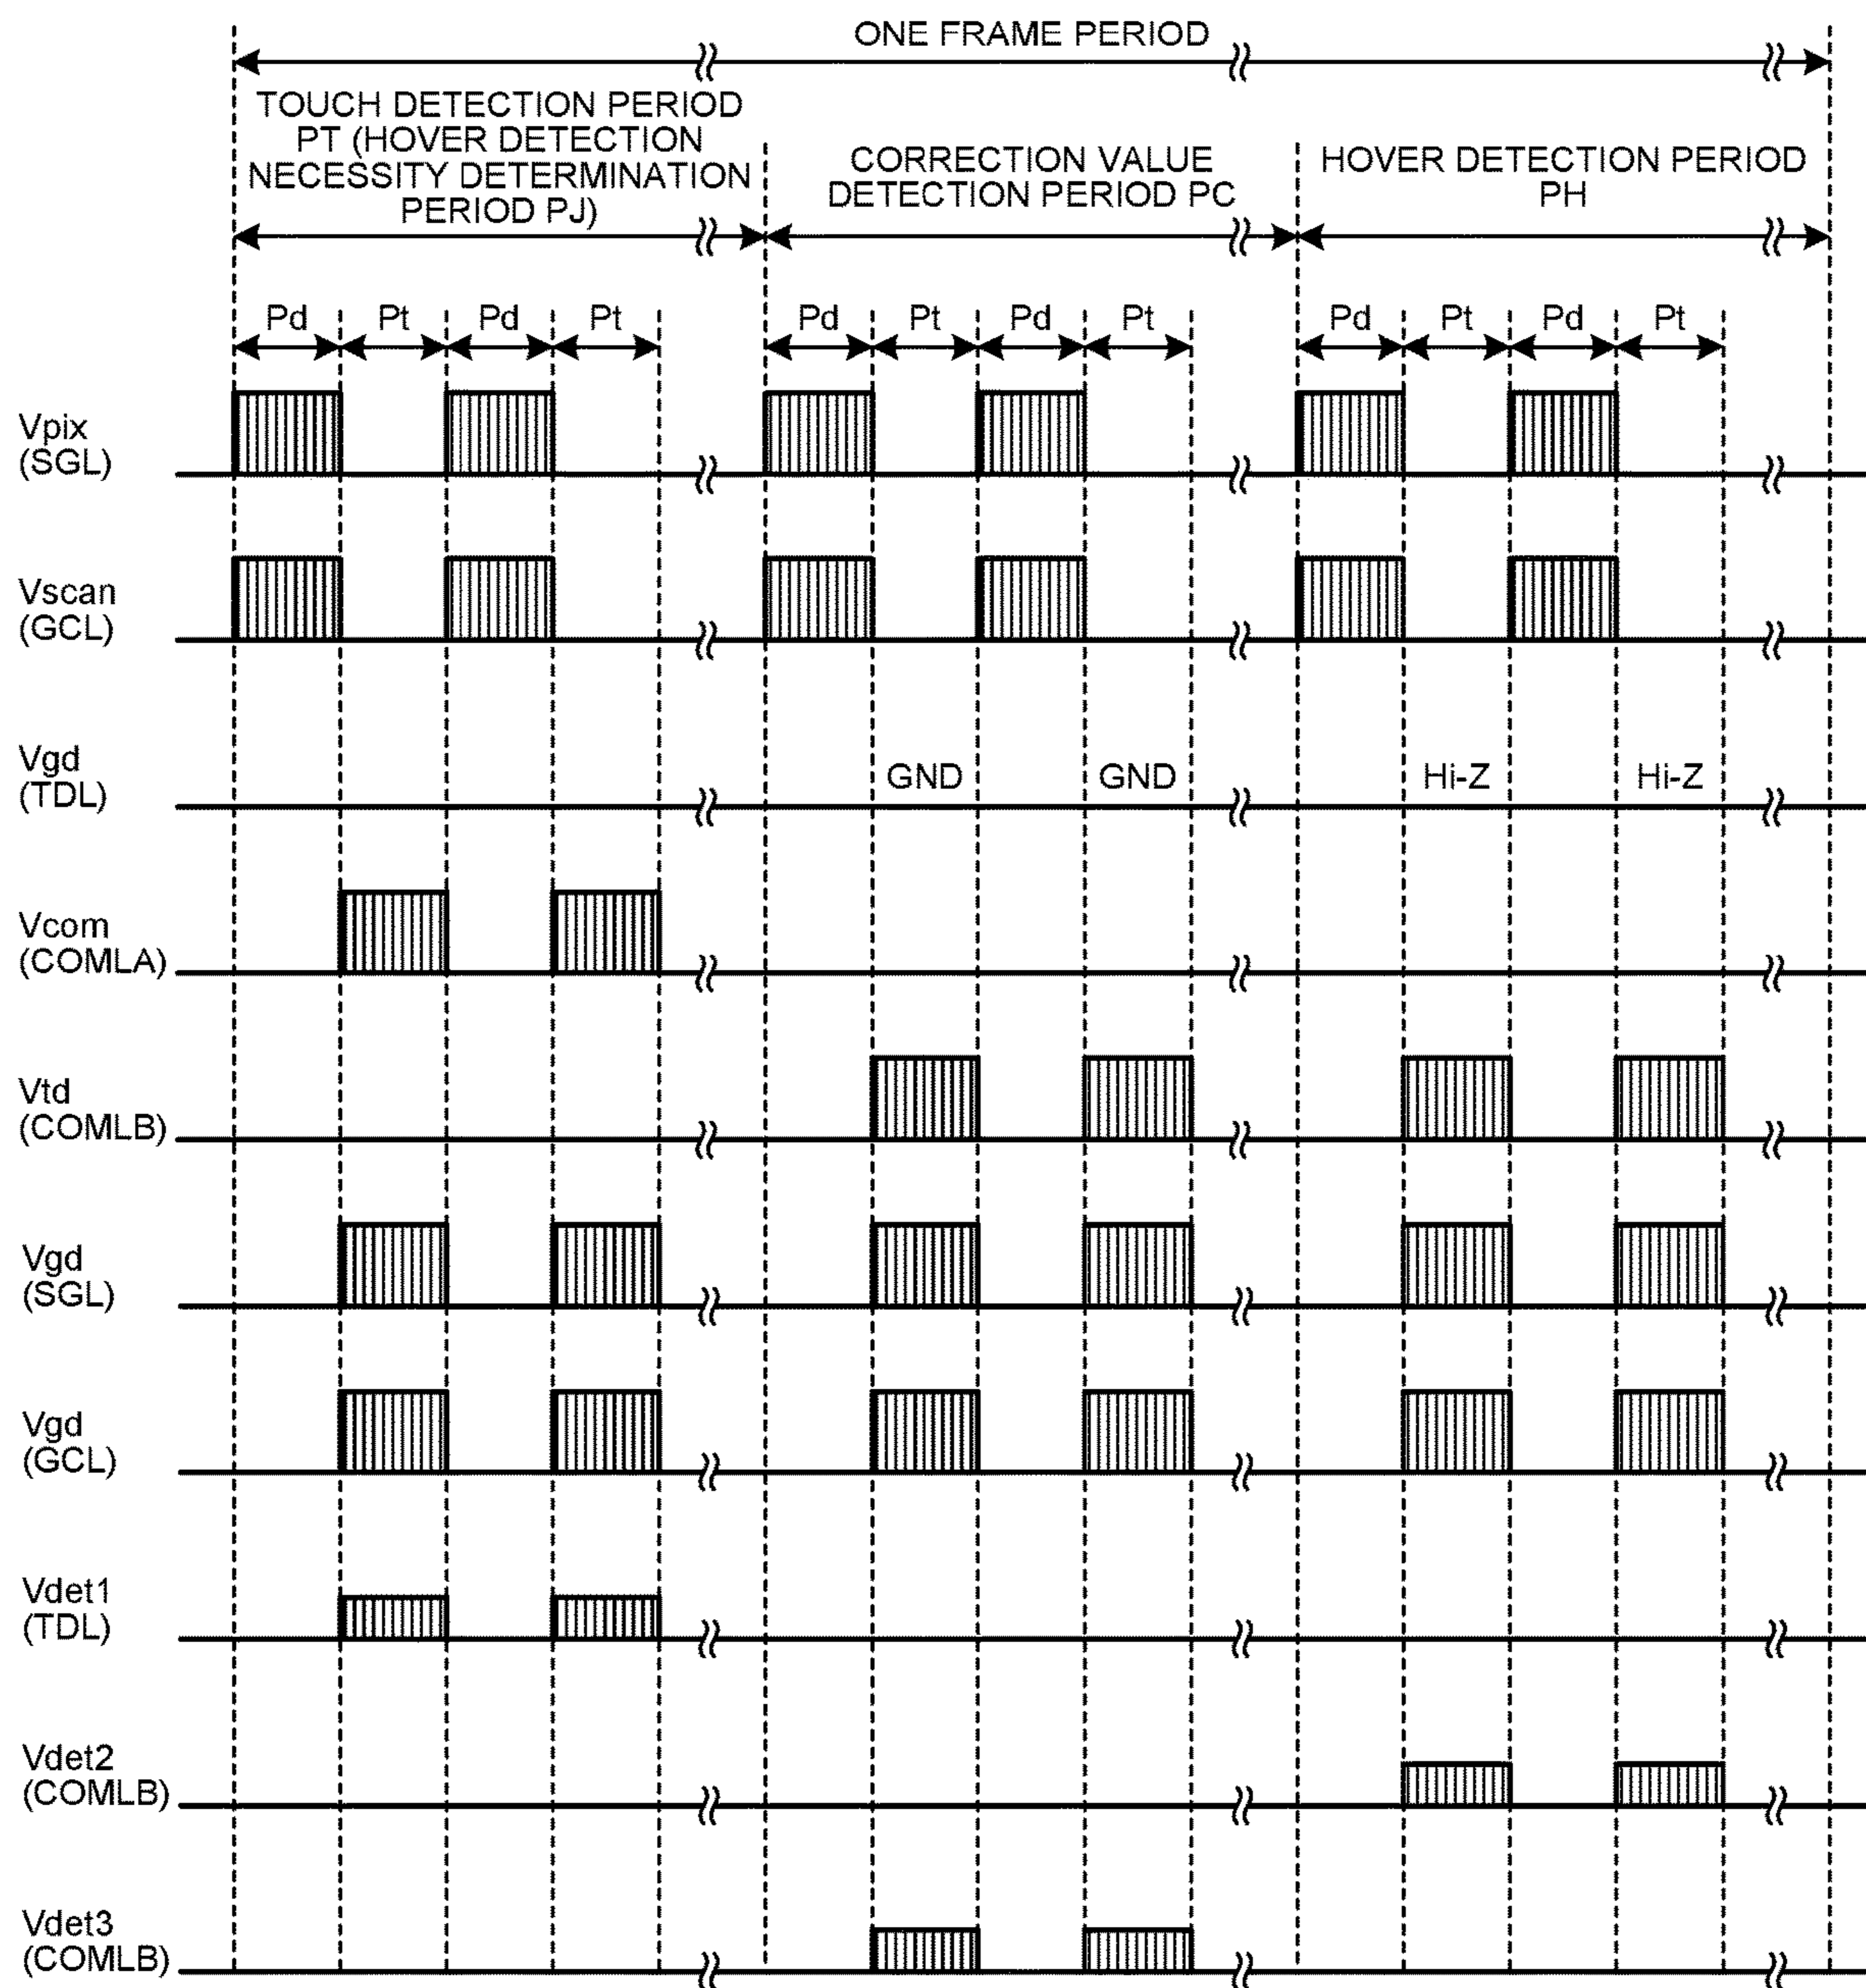 ONE FRAME PERIOD
TOUCH DETECTION PERIOD
PT (HOVER DETECTION
NECESSITY DETERMINATION
PERIOD PJ)
CORRECTION VALUE
DETECTION PERIOD PC
HOVER DETECTION PERIOD
PH
Pd Pt Pd Pt Pd Pt Pd Pt Pd Pt Pd Pt
Vpix
(SGL)
Vscan
(GCL)
Vgd
(TDL)
GND GND Hi-Z Hi-Z
Vcom
(COMLA)
Vtd
(COMLB)
Vgd
(SGL)
Vgd
(GCL)
Vdet1
(TDL)
Vdet2
(COMLB)
Vdet3
(COMLB)